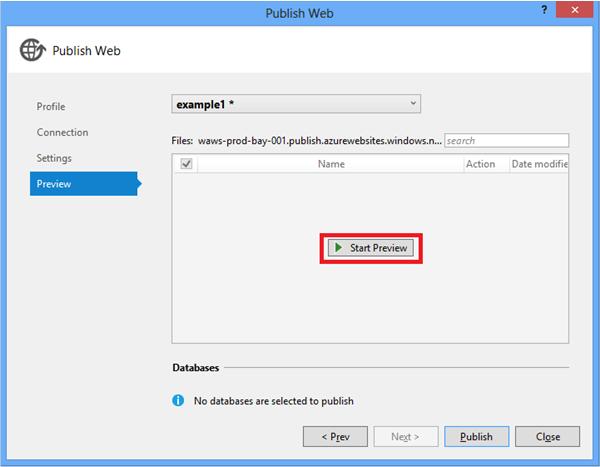 Publish Web
?
Publish Web
Profile
Connection
Settings
Preview
example1 *
Files: waws-prod-bay-001.publish.azurewebsites.windows.n... search
Name Action Date modifie
Start Preview
Databases
No databases are selected to publish
< Prev Next > Publish Close